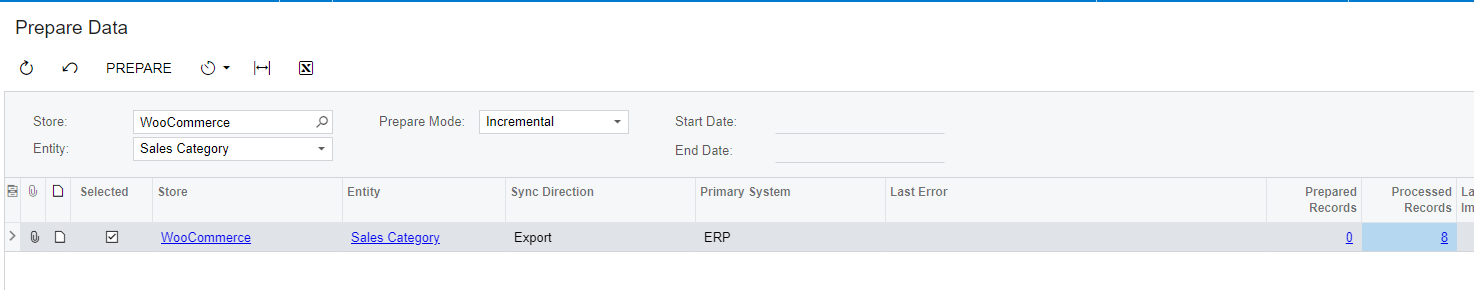 Prepare Data
PREPARE
Store: WooCommerce Prepare Mode: Incremental Start Date:
Entity: Sales Category End Date:
Selected Store Entity Sync Direction Primary System Last Error Prepared Records Processed Records La Im
WooCommerce Sales Category Export ERP 0 8